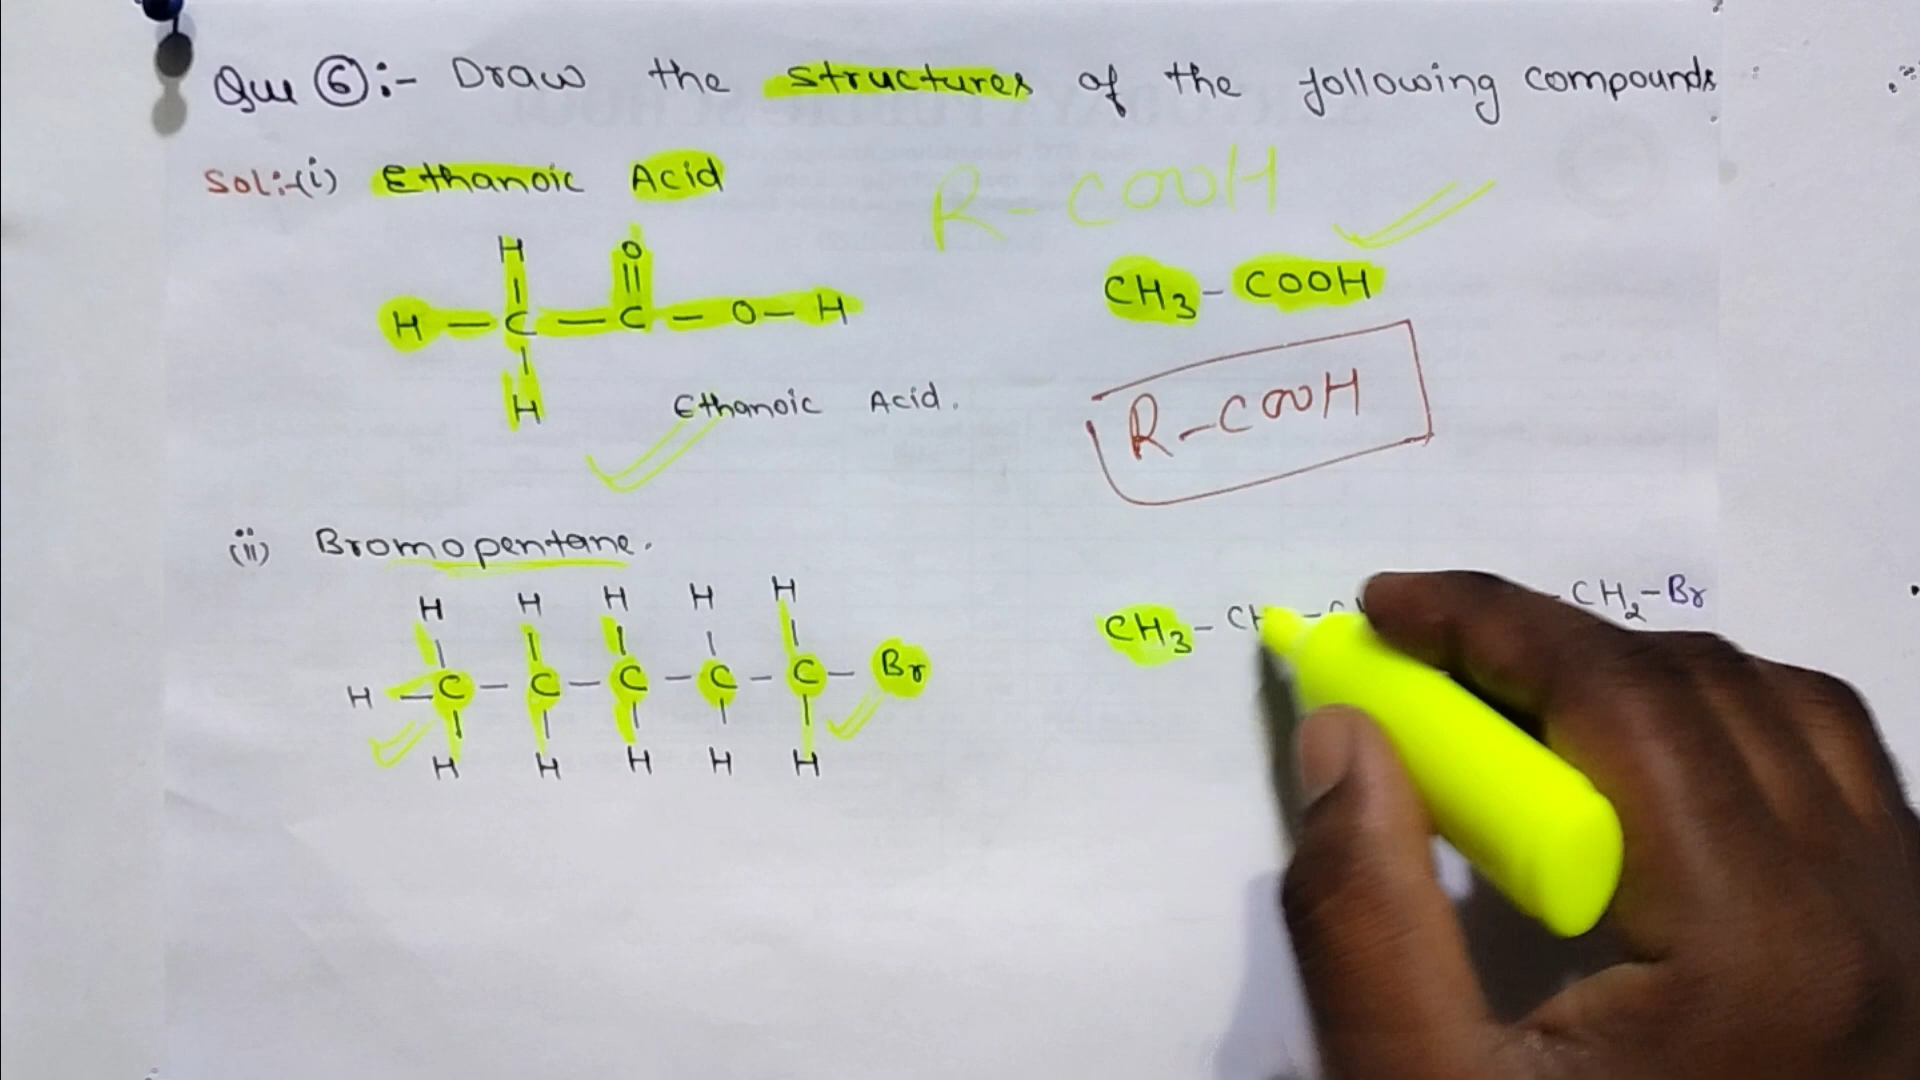 Que ⑥:- Draw the structures of the following compounds
Sol:-(i) Ethanoic Acid
R-COOH
H O
H - C - C - O - H
H
CH3 - COOH
Ethanoic Acid.
R-COOH
(ii) Bromopentane.
H H H H H
H - C - C - C - C - C - Br
H H H H H
CH3 - CH - CH2-Br